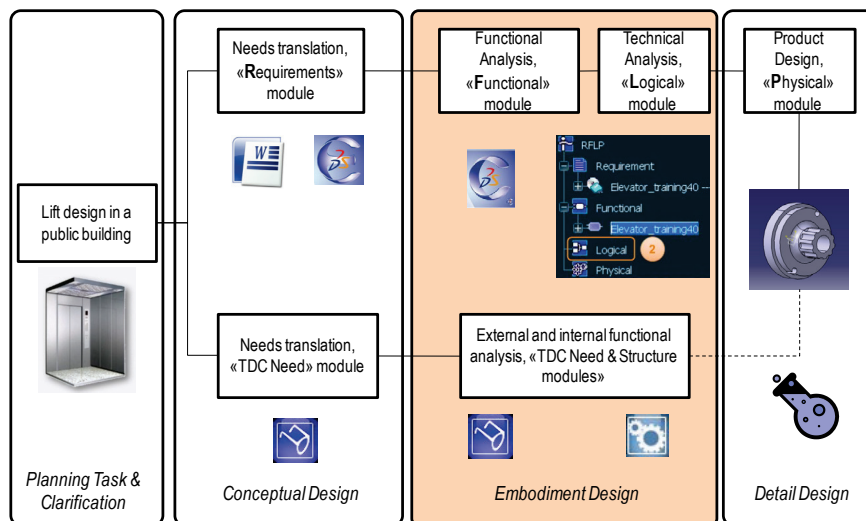 Needs translation,
«Requirements»
module
Functional
Analysis,
«Functional»
module
Technical
Analysis,
«Logical»
module
Product
Design,
«Physical»
module
W
DS
DS
RFLP
Requirement
Elevator_training40 --
Functional
Elevator_training40
Logical
2
Physical
Lift design in a
public building
Needs translation,
«TDC Need» module
External and internal functional
analysis, «TDC Need & Structure
modules»
Planning Task &
Clarification
Conceptual Design
Embodiment Design
Detail Design